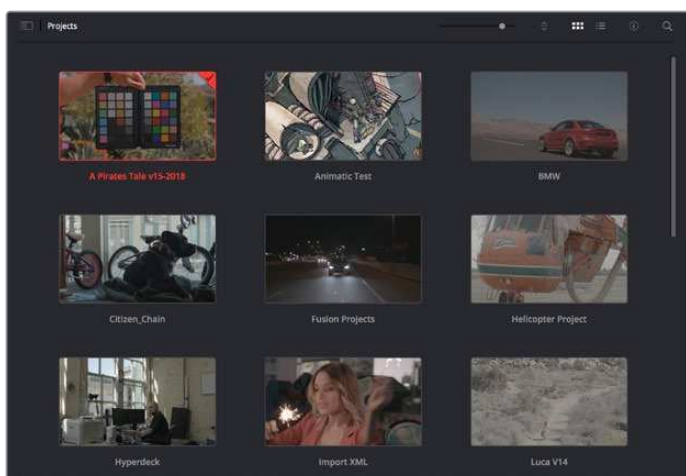 Projects
A Pirates Tale v15-2018
Animatic Test
BMW
Citizen_Chain
Fusion Projects
Helicopter Project
Hyperdeck
Import XML
Luca V14